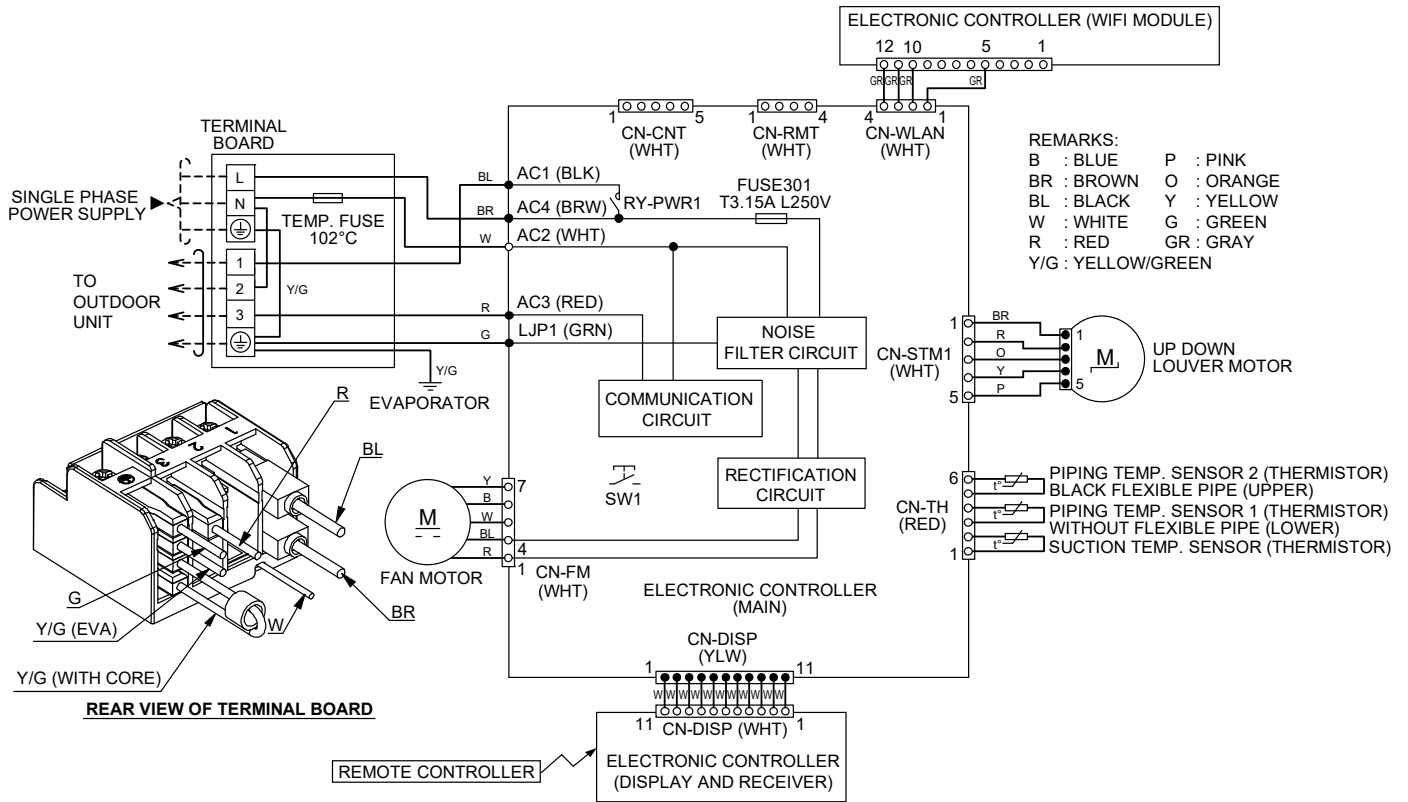 ELECTRONIC CONTROLLER (WIFI MODULE)
12 10 5 1
GR GR GR GR
1 5
CN-CNT
(WHT)
1 4
CN-RMT
(WHT)
4 1
CN-WLAN
(WHT)
TERMINAL
BOARD
SINGLE PHASE
POWER SUPPLY
L
N
TEMP. FUSE
102°C
1
2
3
Y/G
TO
OUTDOOR
UNIT
Y/G
EVAPORATOR
BL AC1 (BLK)
BR AC4 (BRW)
W AC2 (WHT)
R AC3 (RED)
G LJP1 (GRN)
RY-PWR1
FUSE301
T3.15A L250V
NOISE
FILTER CIRCUIT
COMMUNICATION
CIRCUIT
RECTIFICATION
CIRCUIT
SW1
REMARKS:
B : BLUE P : PINK
BR : BROWN O : ORANGE
BL : BLACK Y : YELLOW
W : WHITE G : GREEN
R : RED GR : GRAY
Y/G : YELLOW/GREEN
1
5
CN-STM1
(WHT)
BR
R
O
Y
P
1
5
M
UP DOWN
LOUVER MOTOR
6
1
CN-TH
(RED)
t°
t°
t°
PIPING TEMP. SENSOR 2 (THERMISTOR)
BLACK FLEXIBLE PIPE (UPPER)
PIPING TEMP. SENSOR 1 (THERMISTOR)
WITHOUT FLEXIBLE PIPE (LOWER)
SUCTION TEMP. SENSOR (THERMISTOR)
M
FAN MOTOR
Y
B
W
BL
R
7
4
1
CN-FM
(WHT)
ELECTRONIC CONTROLLER
(MAIN)
CN-DISP
(YLW)
1 11
W W W W W W W W W W W
11 CN-DISP (WHT) 1
ELECTRONIC CONTROLLER
(DISPLAY AND RECEIVER)
REMOTE CONTROLLER
1
2
3
R
BL
G
Y/G (EVA)
W
BR
Y/G (WITH CORE)
REAR VIEW OF TERMINAL BOARD